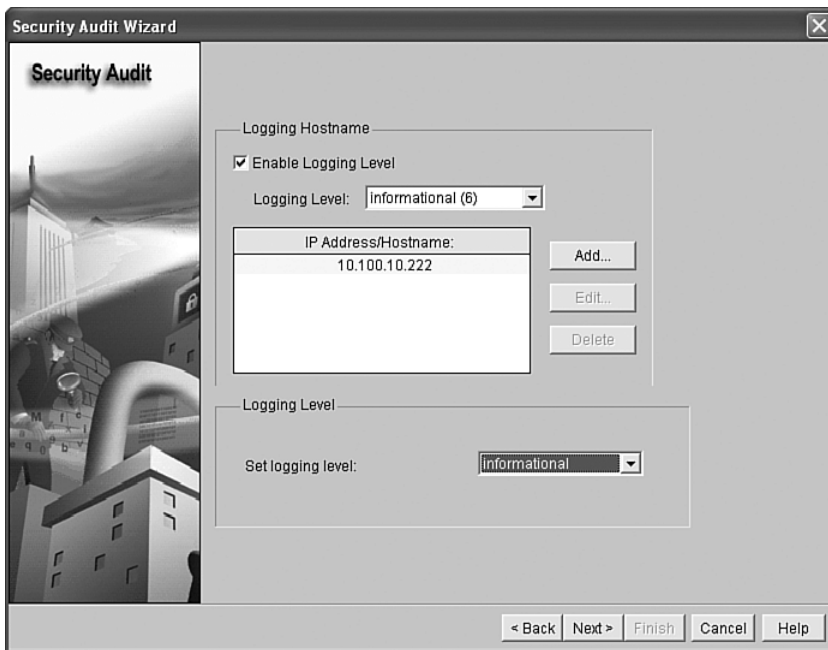 Security Audit Wizard
Security Audit
Logging Hostname
Enable Logging Level
Logging Level: informational (6)
IP Address/Hostname:
10.100.10.222
Add...
Edit...
Delete
Logging Level
Set logging level: informational
< Back Next > Finish Cancel Help